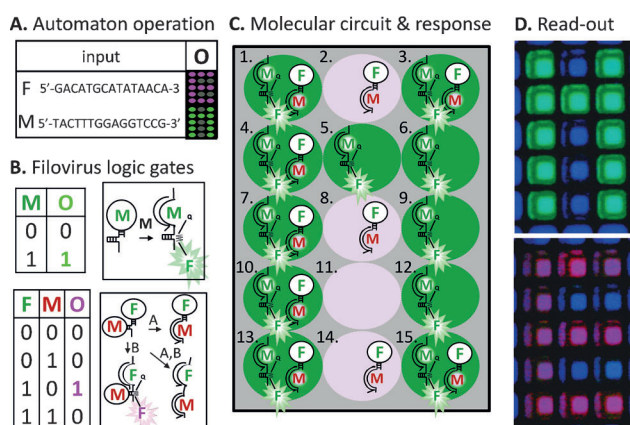 A. Automaton operation
input O
F 5'-GACATGCATATAACA-3
M 5'-TACTTTGGAGGTCCG-3'
B. Filovirus logic gates
M O
0 0
1 1
M M M
F
F M O
0 0 0
0 1 0
1 0 1
1 1 0
F A F
M M
B A,B
F F
M M
F
C. Molecular circuit & response
1. 2. 3.
M F F M F
M M M
F F
4. 5. 6.
M F M M
M
F F F
7. 8. 9.
M F F M
M M
F F
10. 11. 12.
M F M
M
F F
13. 14. 15.
M F F M F
M M M
F F
D. Read-out